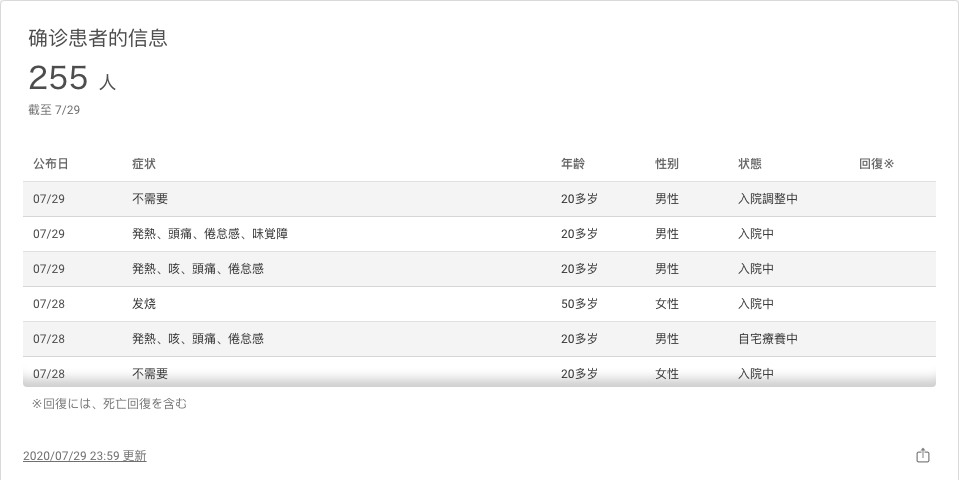 确诊患者的信息
255 人
截至 7/29
公布日 症状 年龄 性别 状態 回復※
07/29 不需要 20多岁 男性 入院調整中
07/29 発熱、頭痛、倦怠感、味覚障 20多岁 男性 入院中
07/29 発熱、咳、頭痛、倦怠感 20多岁 男性 入院中
07/28 发烧 50多岁 女性 入院中
07/28 発熱、咳、頭痛、倦怠感 20多岁 男性 自宅療養中
07/28 不需要 20多岁 女性 入院中
※回復には、死亡回復を含む
2020/07/29 23:59 更新